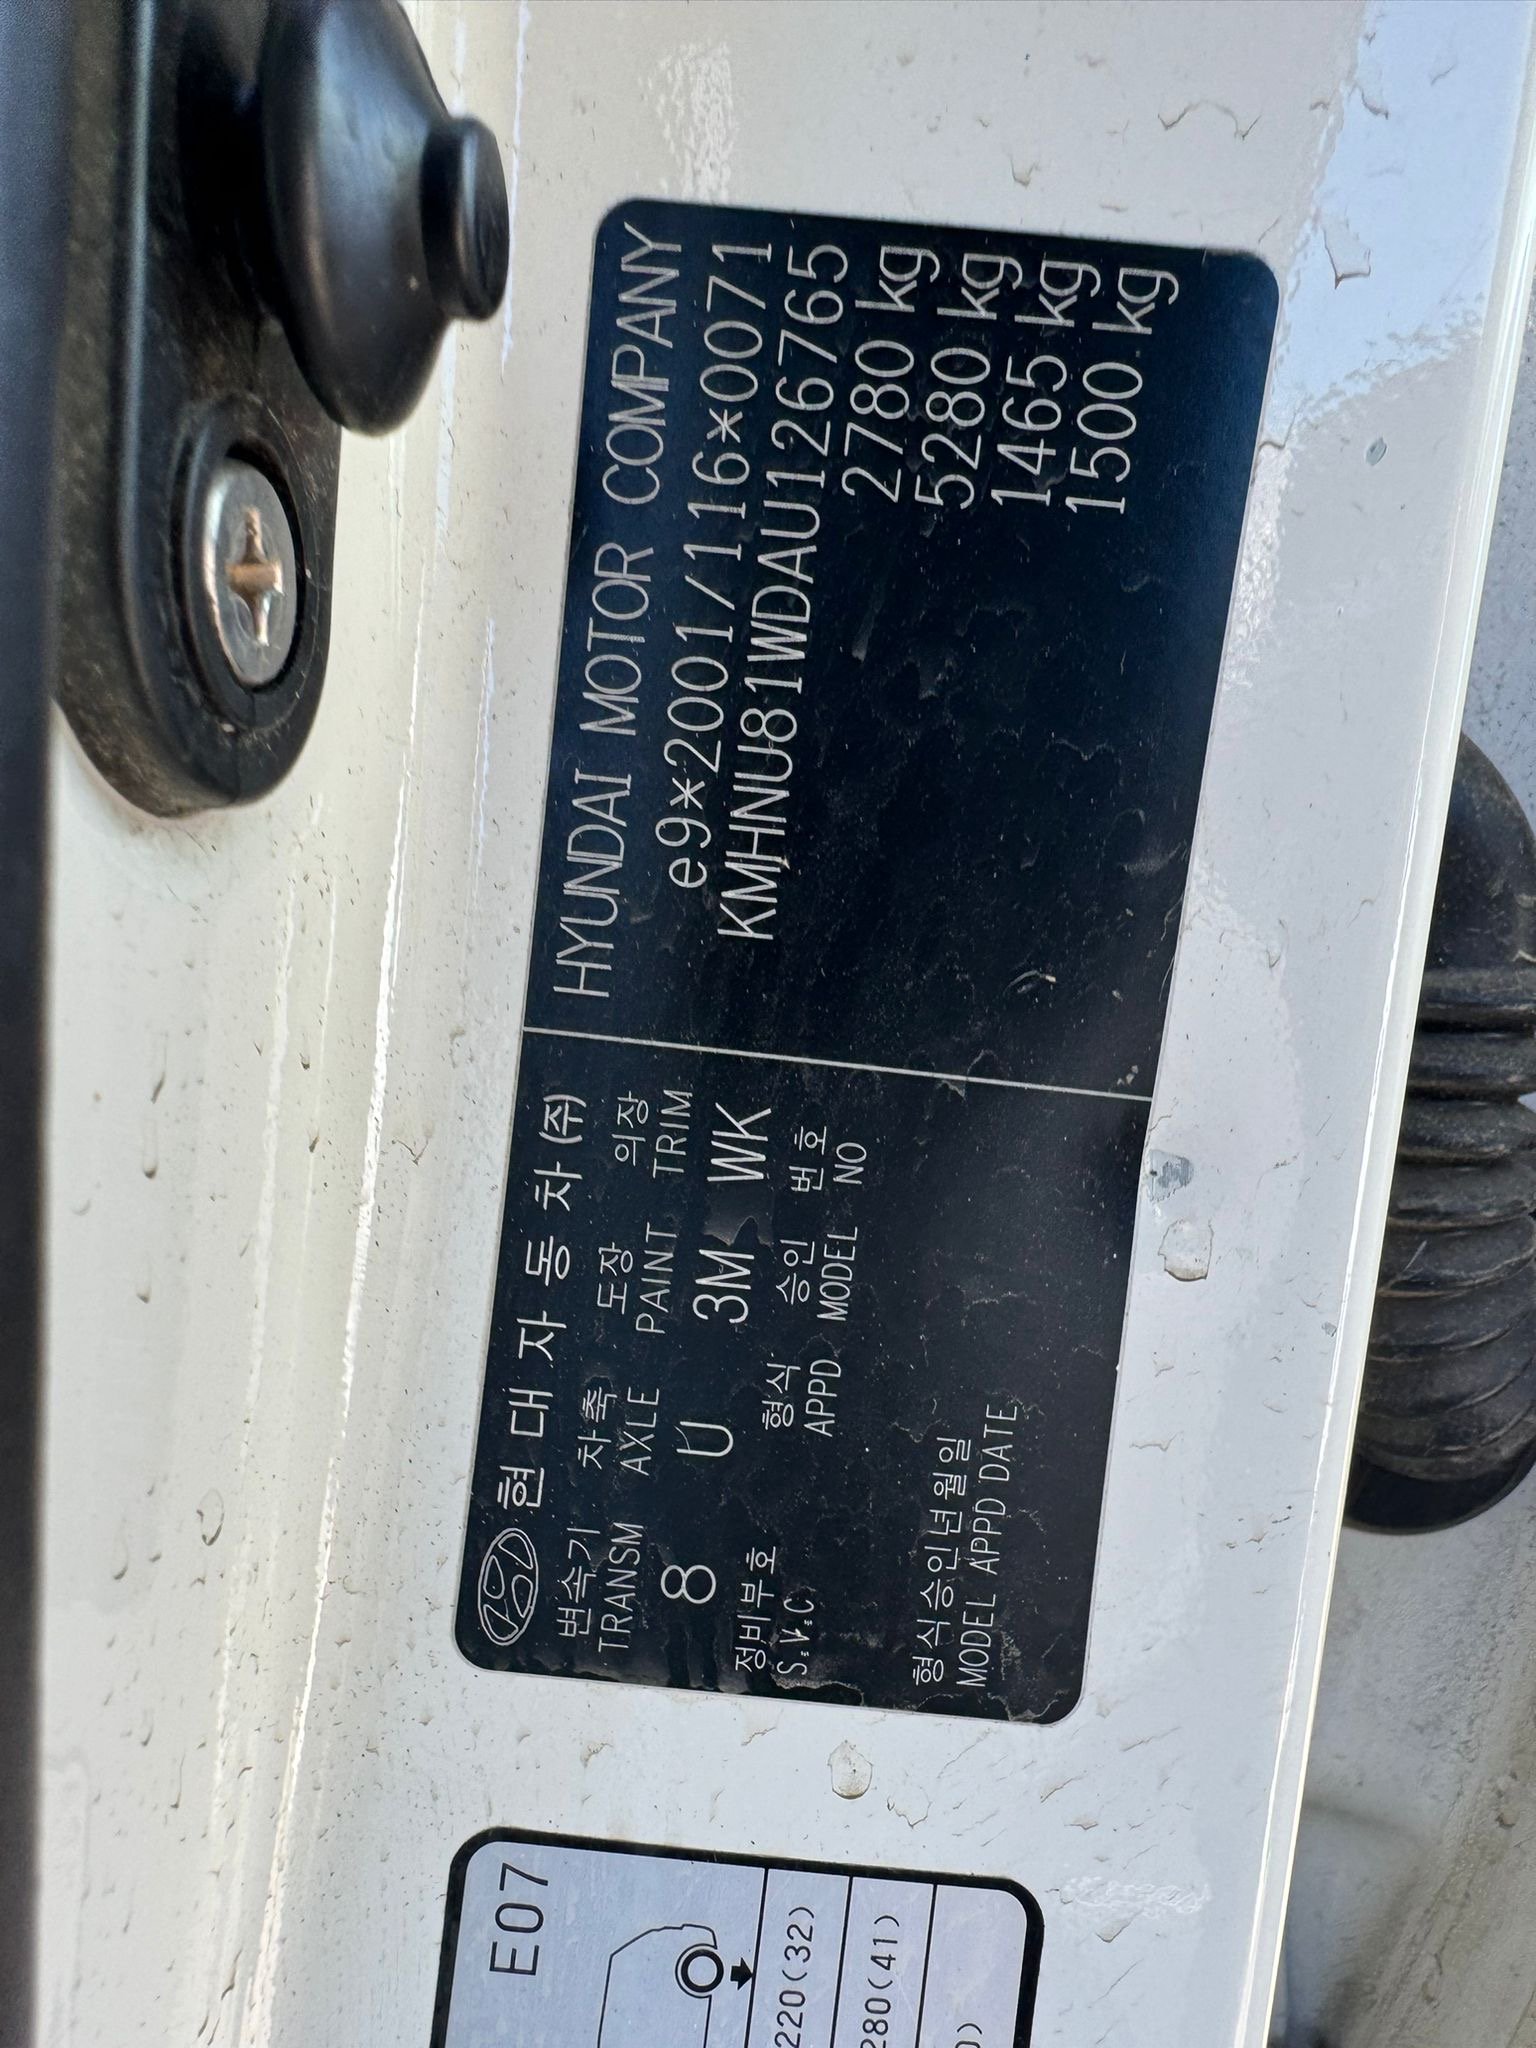 현대자동차(주)
변속기 차축 도장 의장
TRANSM AXLE PAINT TRIM
8 U 3M WK
정비부호 형식 승인 번호
S.V.C APPD MODEL NO
형식승인년월일
MODEL APPD DATE
HYUNDAI MOTOR COMPANY
e9*2001/116*0071
KMHNU81WDAU126765
2780 kg
5280 kg
1465 kg
1500 kg
E07
220(32)
280(41)